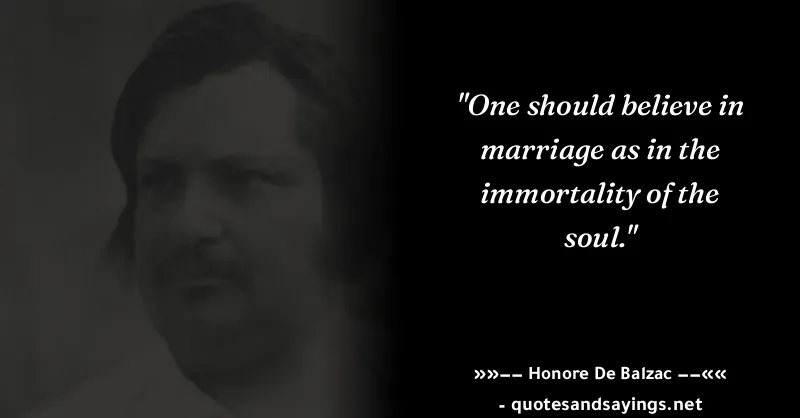 "One should believe in
marriage as in the
immortality of the
soul."
»»−− Honore De Balzac −−««
- quotesandsayings.net